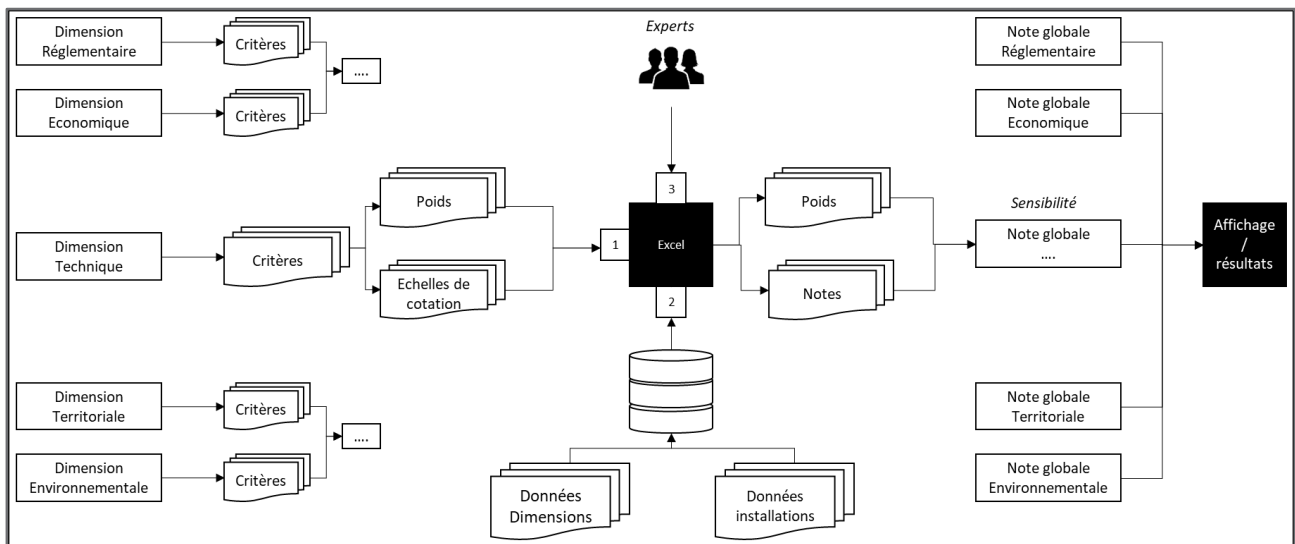 Dimension
Réglementaire
Critères
....
Dimension
Economique
Critères
Experts
Note globale
Réglementaire
Note globale
Economique
Dimension
Technique
Critères
Poids
Echelles de
cotation
1
3
Excel
2
Poids
Notes
Sensibilité
Note globale
....
Affichage
/
résultats
Dimension
Territoriale
Critères
....
Dimension
Environnementale
Critères
Données
Dimensions
Données
installations
Note globale
Territoriale
Note globale
Environnementale